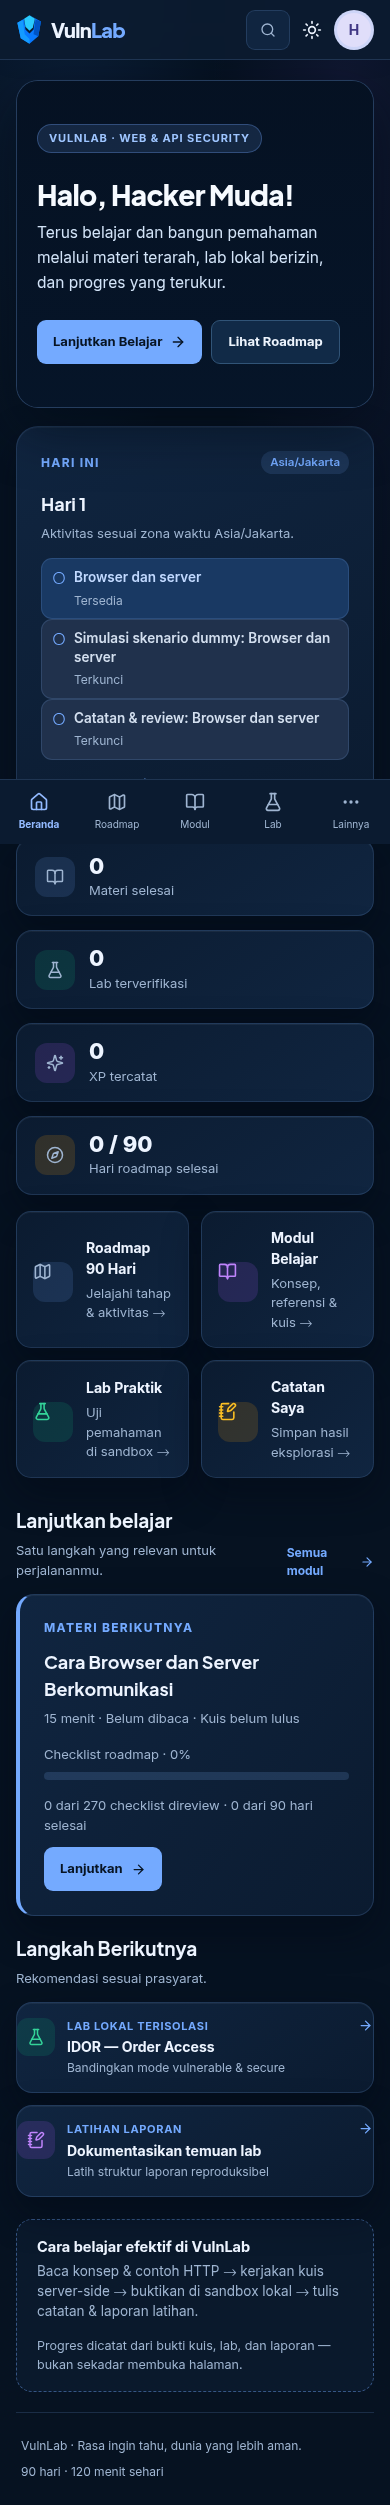 VulnLab
H
VULNLAB · WEB & API SECURITY
Halo, Hacker Muda!
Terus belajar dan bangun pemahaman
melalui materi terarah, lab lokal berizin,
dan progres yang terukur.
Lanjutkan Belajar →
Lihat Roadmap
HARI INI
Asia/Jakarta
Hari 1
Aktivitas sesuai zona waktu Asia/Jakarta.
Browser dan server
Tersedia
Simulasi skenario dummy: Browser dan
server
Terkunci
Catatan & review: Browser dan server
Terkunci
Beranda
Roadmap
Modul
Lab
Lainnya
0
Materi selesai
0
Lab terverifikasi
0
XP tercatat
0 / 90
Hari roadmap selesai
Roadmap
90 Hari
Jelajahi tahap
& aktivitas →
Modul
Belajar
Konsep,
referensi &
kuis →
Lab Praktik
Uji
pemahaman
di sandbox →
Catatan
Saya
Simpan hasil
eksplorasi →
Lanjutkan belajar
Satu langkah yang relevan untuk
perjalananmu.
Semua
modul →
MATERI BERIKUTNYA
Cara Browser dan Server
Berkomunikasi
15 menit · Belum dibaca · Kuis belum lulus
Checklist roadmap · 0%
0 dari 270 checklist direview · 0 dari 90 hari
selesai
Lanjutkan →
Langkah Berikutnya
Rekomendasi sesuai prasyarat.
LAB LOKAL TERISOLASI →
IDOR — Order Access
Bandingkan mode vulnerable & secure
LATIHAN LAPORAN →
Dokumentasikan temuan lab
Latih struktur laporan reproduksibel
Cara belajar efektif di VulnLab
Baca konsep & contoh HTTP → kerjakan kuis
server-side → buktikan di sandbox lokal → tulis
catatan & laporan latihan.
Progres dicatat dari bukti kuis, lab, dan laporan —
bukan sekadar membuka halaman.
VulnLab · Rasa ingin tahu, dunia yang lebih aman.
90 hari · 120 menit sehari